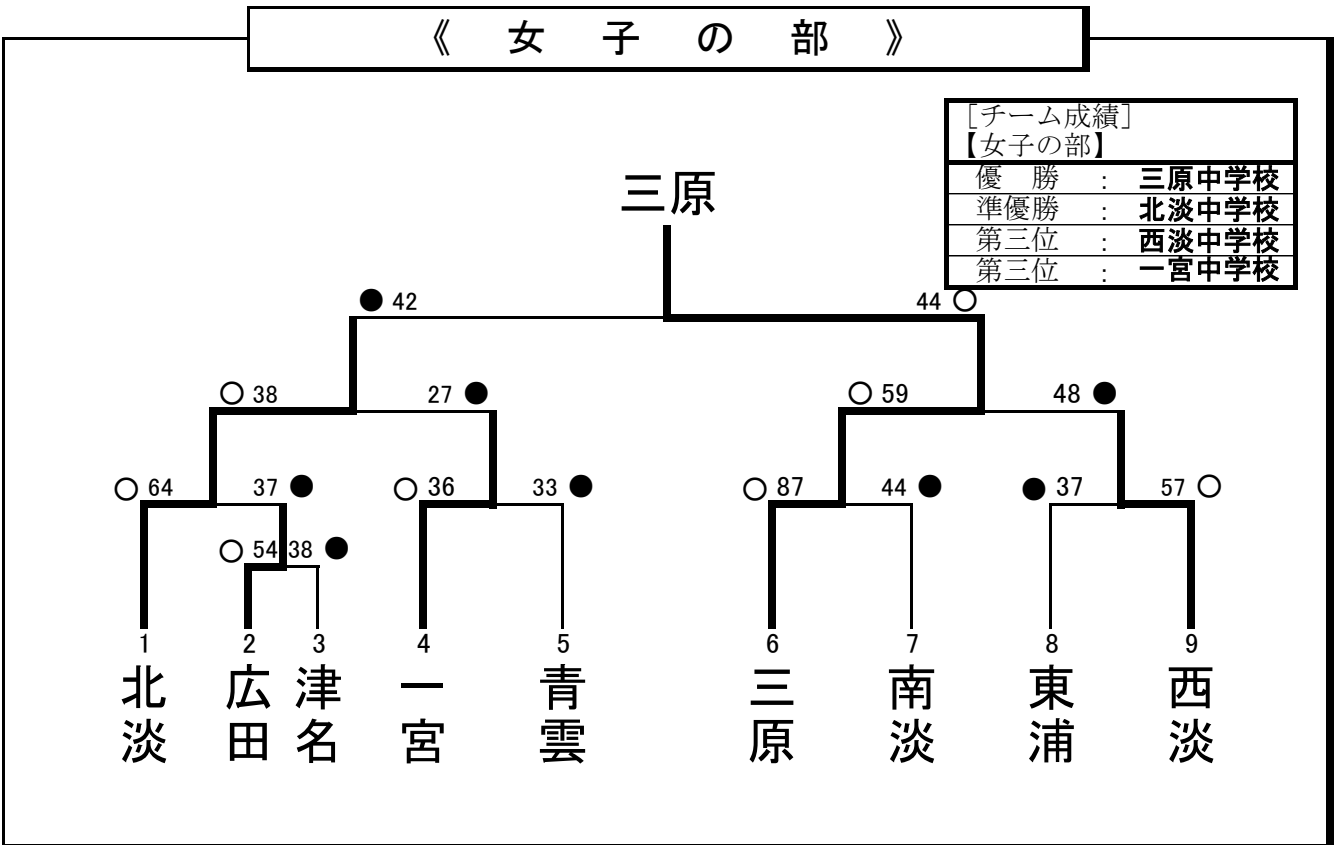 《 女 子 の 部 》
［チーム成績］
【女子の部】
優 勝 : 三原中学校
準優勝 : 北淡中学校
第三位 : 西淡中学校
第三位 : 一宮中学校
三原
● 42 44 ○
○ 38 27 ● ○ 59 48 ●
○ 64 37 ● ○ 36 33 ● ○ 87 44 ● ● 37 57 ○
○ 54 38 ●
1 2 3 4 5 6 7 8 9
北淡 広田 津名 一宮 青雲 三原 南淡 東浦 西淡